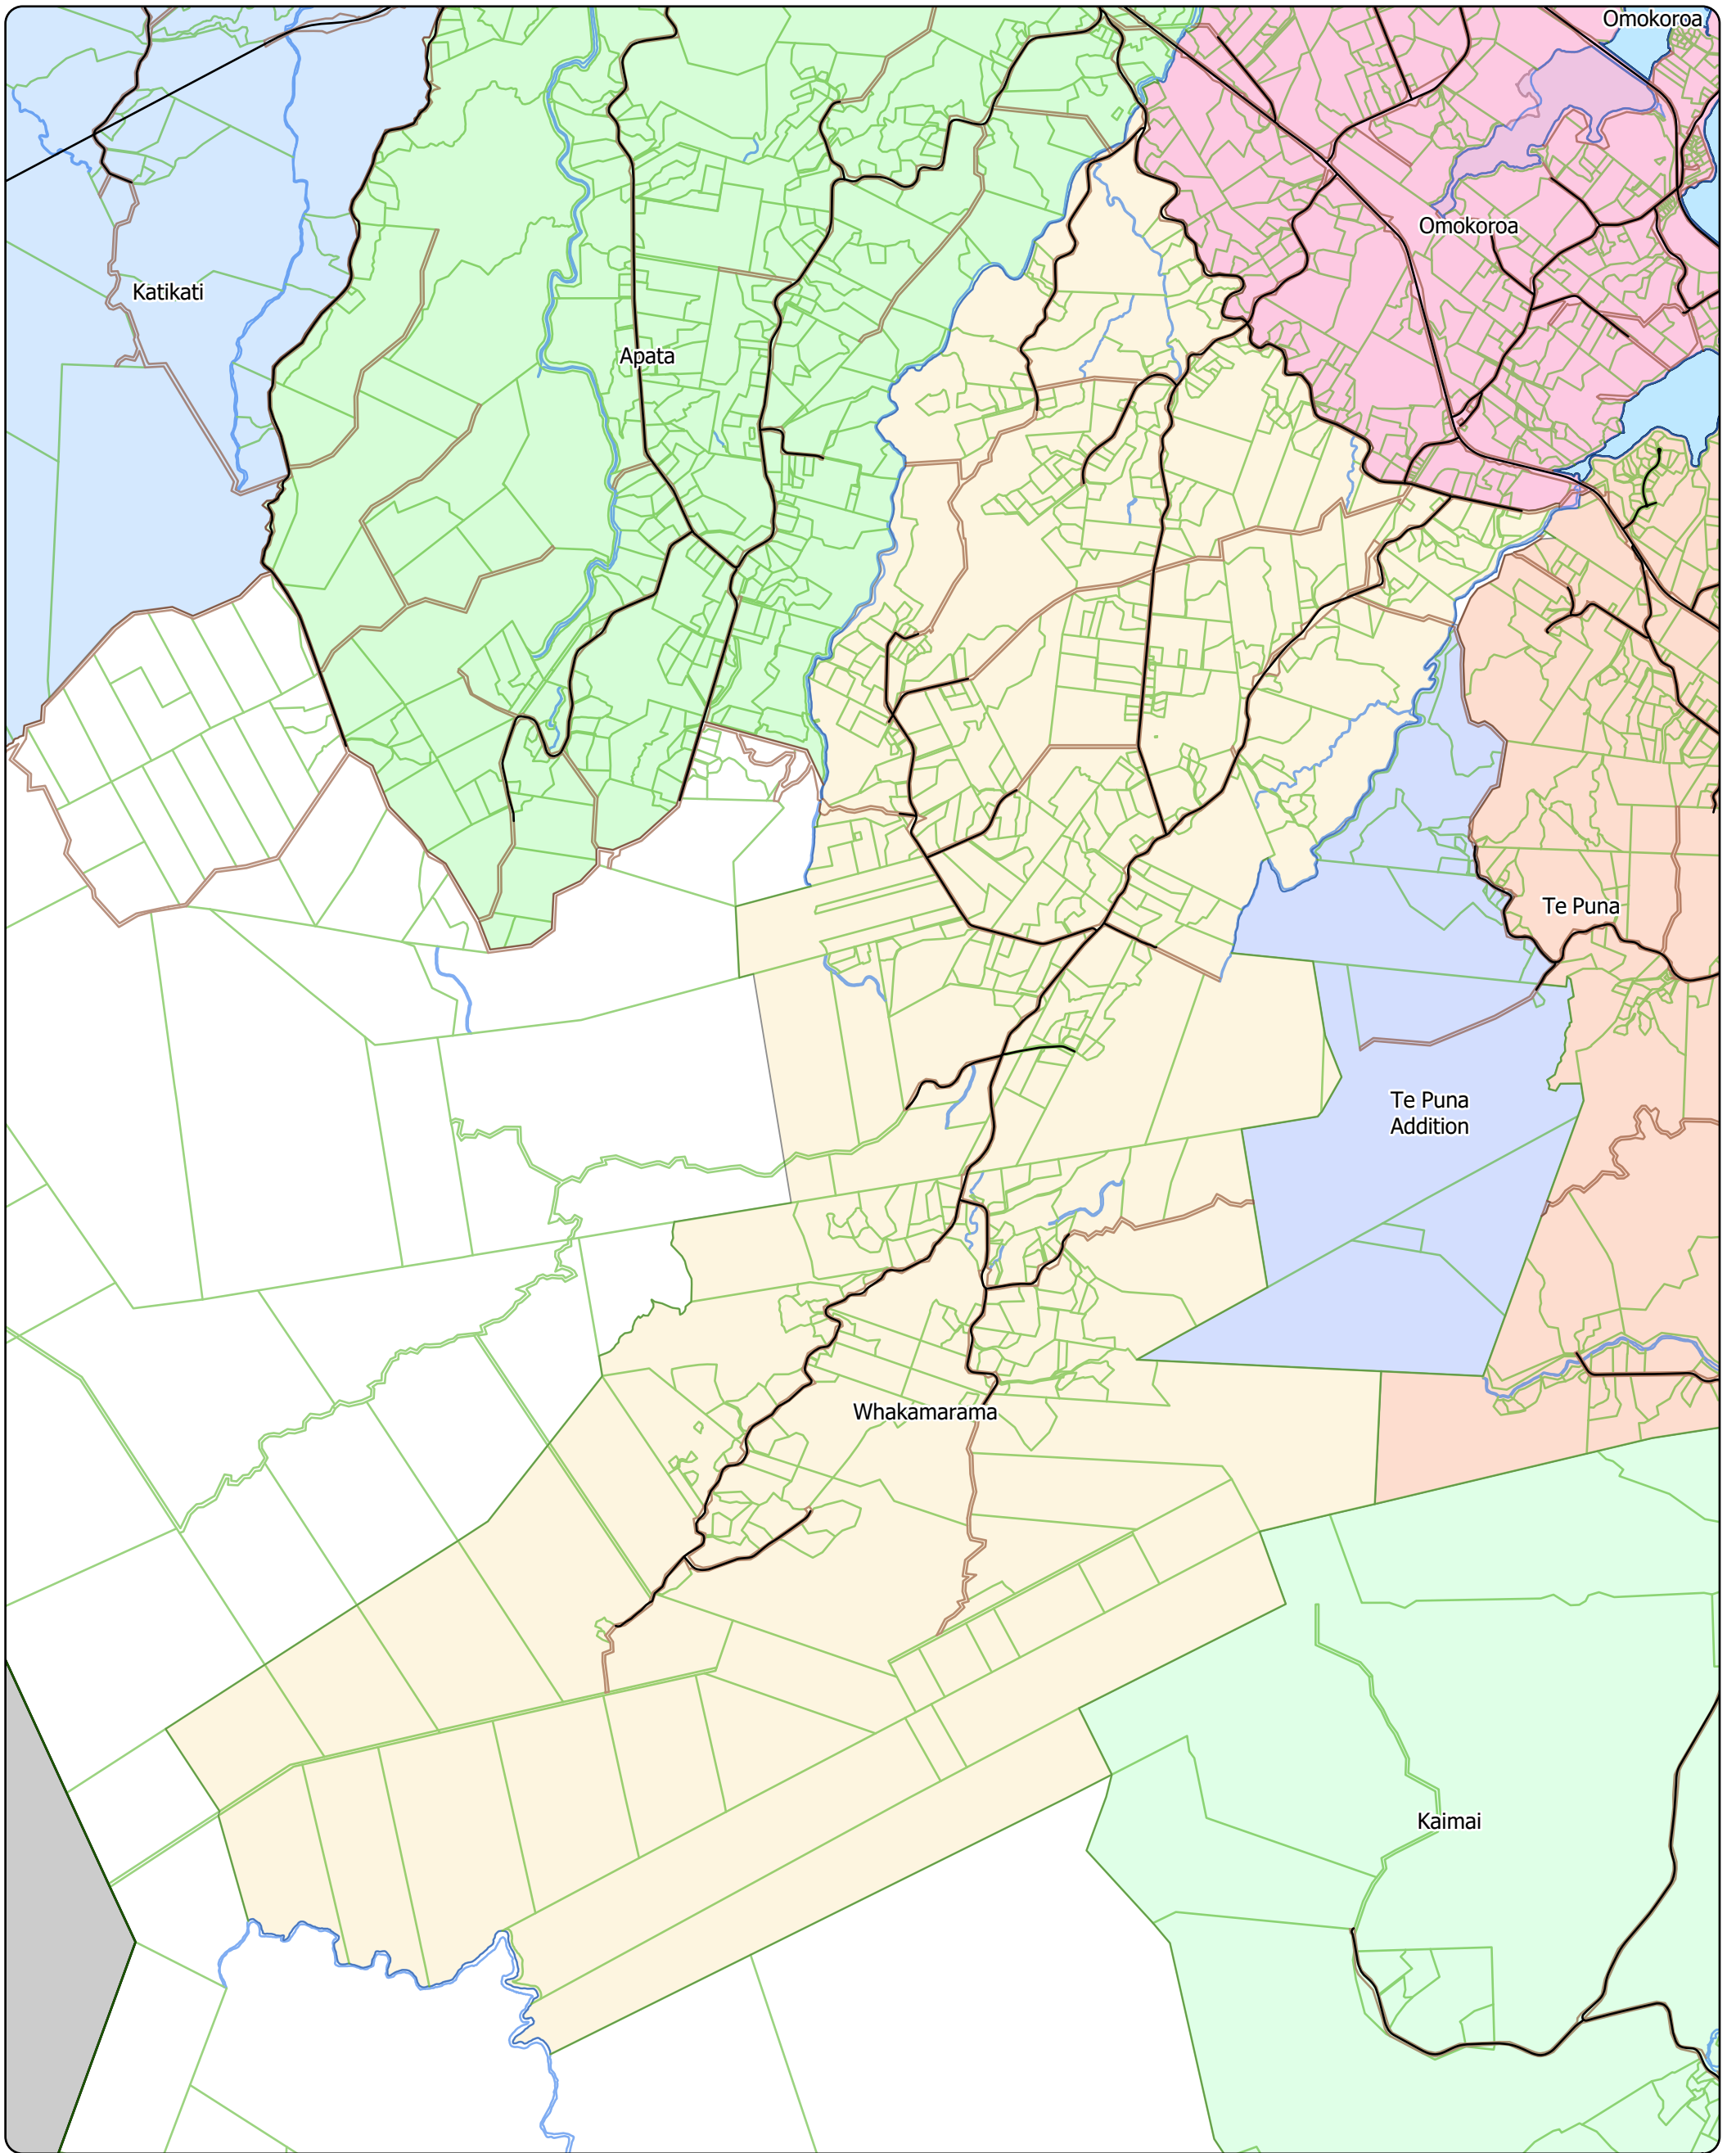 Omokoroa
Omokoroa
Katikati
Apata
Te Puna
Te Puna
Addition
Whakamarama
Kaimai